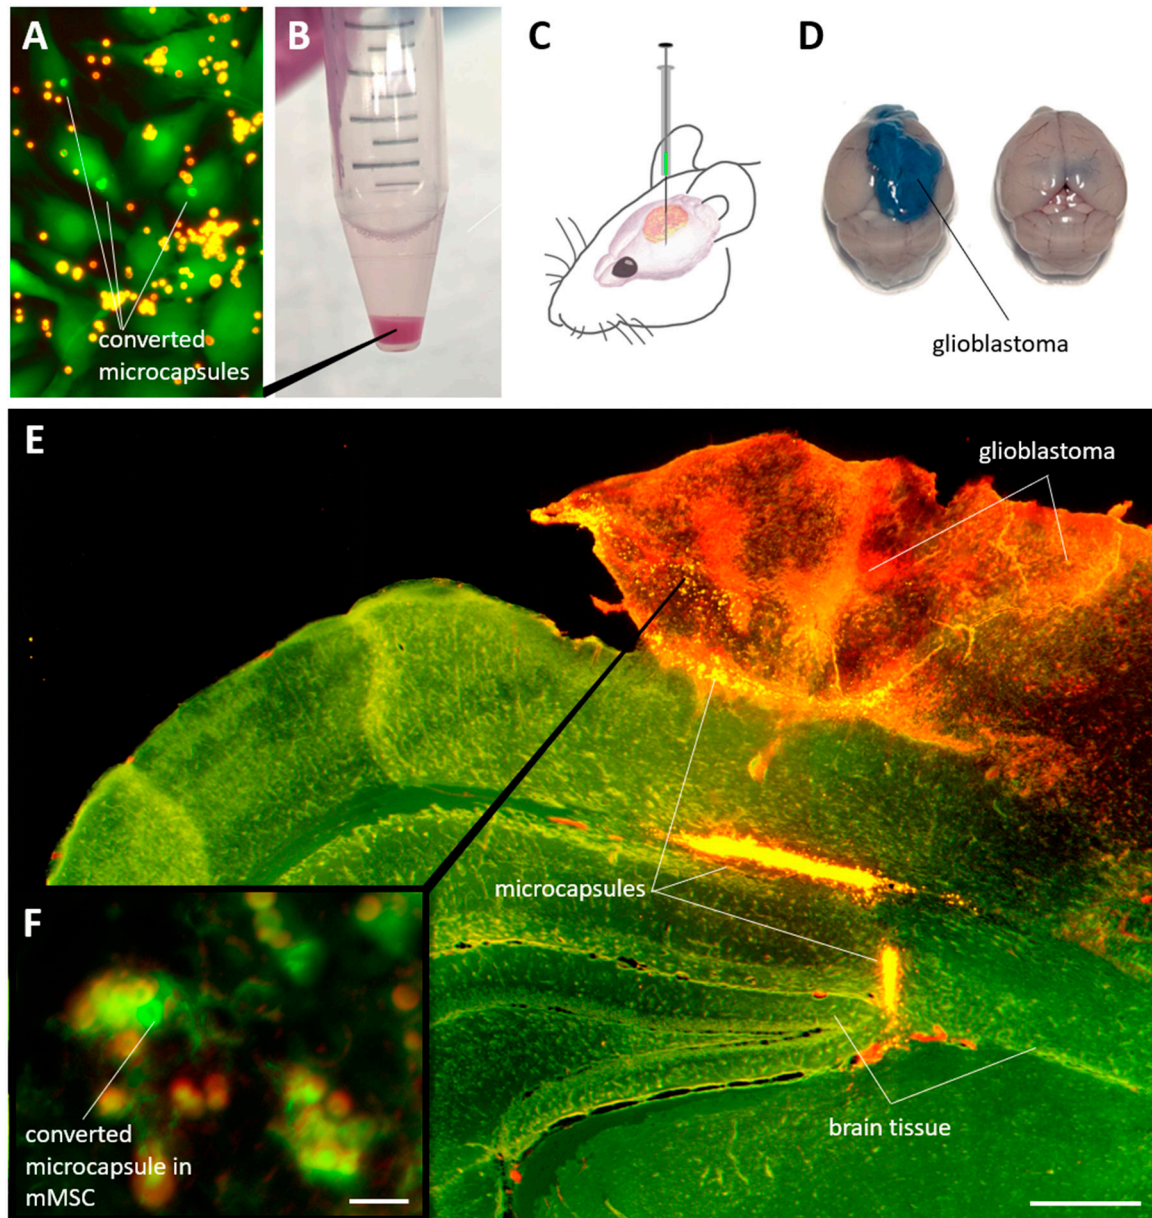 A
B
C
D
converted
microcapsules
glioblastoma
E
glioblastoma
microcapsules
F
brain tissue
converted
microcapsule in
mMSC